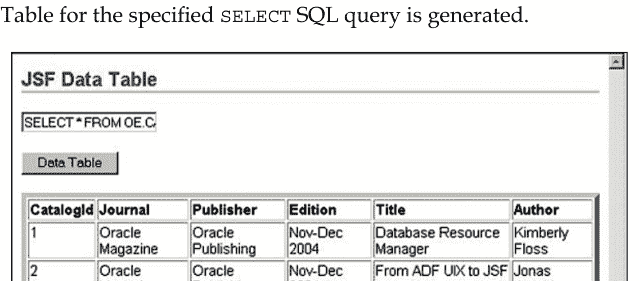 Table for the specified SELECT SQL query is generated.
JSF Data Table
SELECT * FROM OE.CA
Data Table
CatalogId Journal Publisher Edition Title Author
1 Oracle Oracle Nov-Dec Database Resource Kimberly
Magazine Publishing 2004 Manager Floss
2 Oracle Oracle Nov-Dec From ADF UIX to JSF Jonas